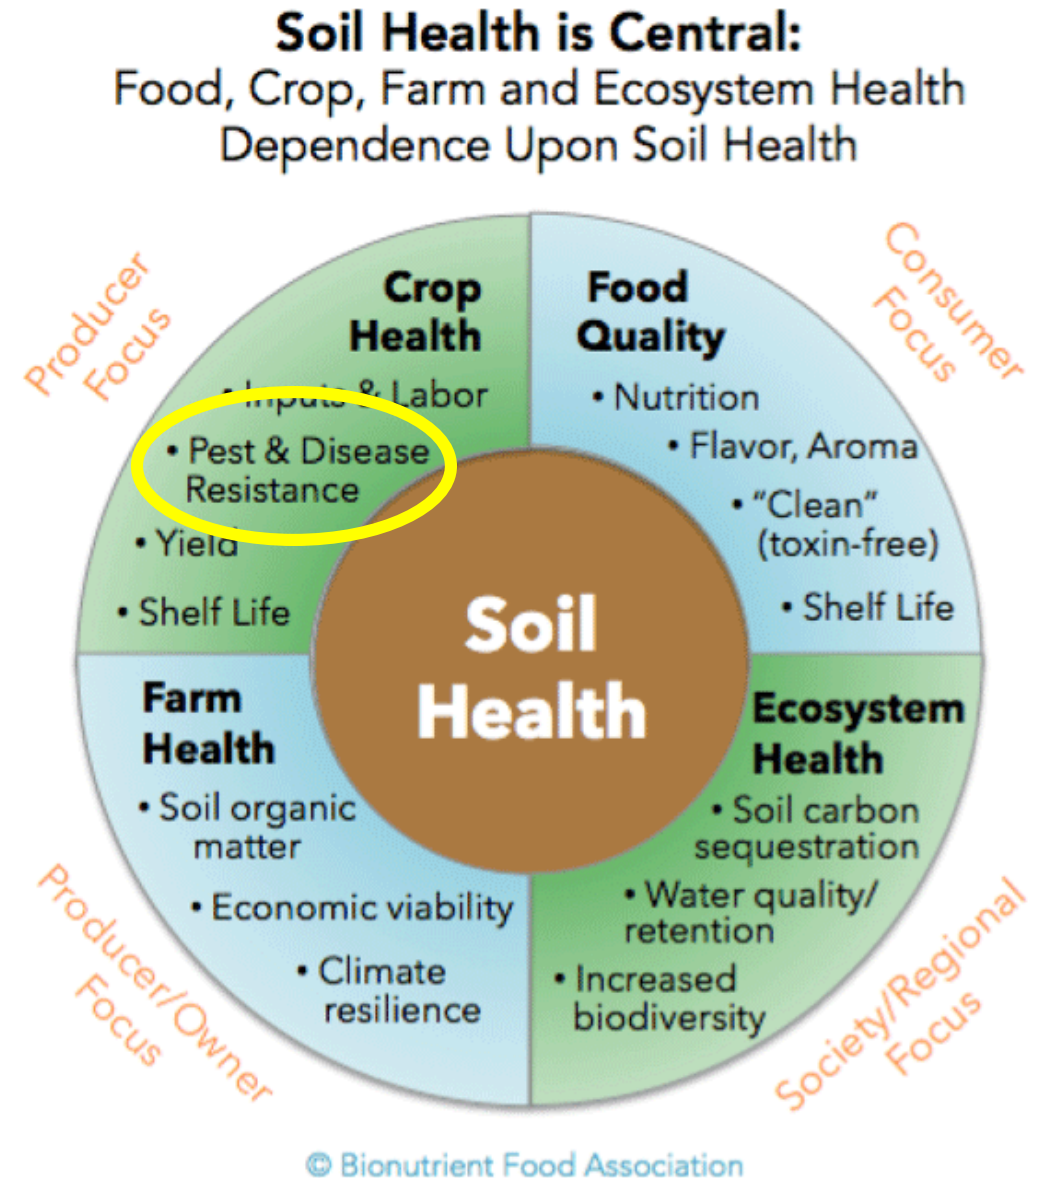 Soil Health is Central:
Food, Crop, Farm and Ecosystem Health
Dependence Upon Soil Health
Producer
Focus
Consumer
Focus
Crop
Health
• Inputs & Labor
• Pest & Disease
Resistance
• Yield
• Shelf Life
Food
Quality
• Nutrition
• Flavor, Aroma
• "Clean"
(toxin-free)
• Shelf Life
Soil
Health
Farm
Health
• Soil organic
matter
• Economic viability
• Climate
resilience
Ecosystem
Health
• Soil carbon
sequestration
• Water quality/
retention
• Increased
biodiversity
Producer/Owner
Focus
Society/Regional
Focus
© Bionutrient Food Association